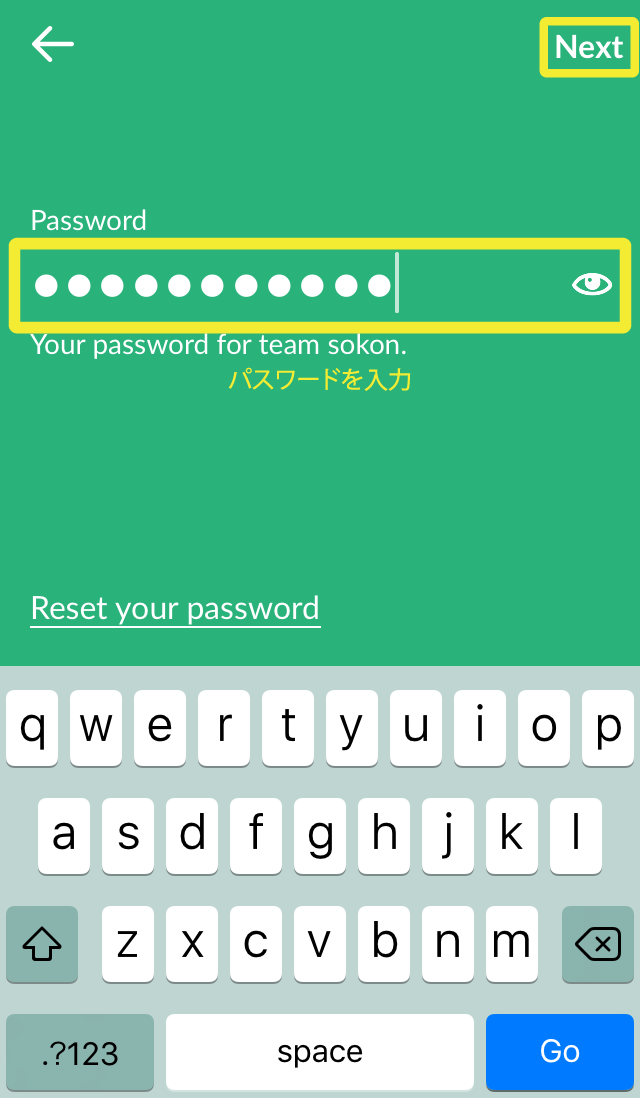 Next
Password
Your password for team sokon.
パスワードを入力
Reset your password
q w e r t y u i o p
a s d f g h j k l
z x c v b n m
.?123 space Go